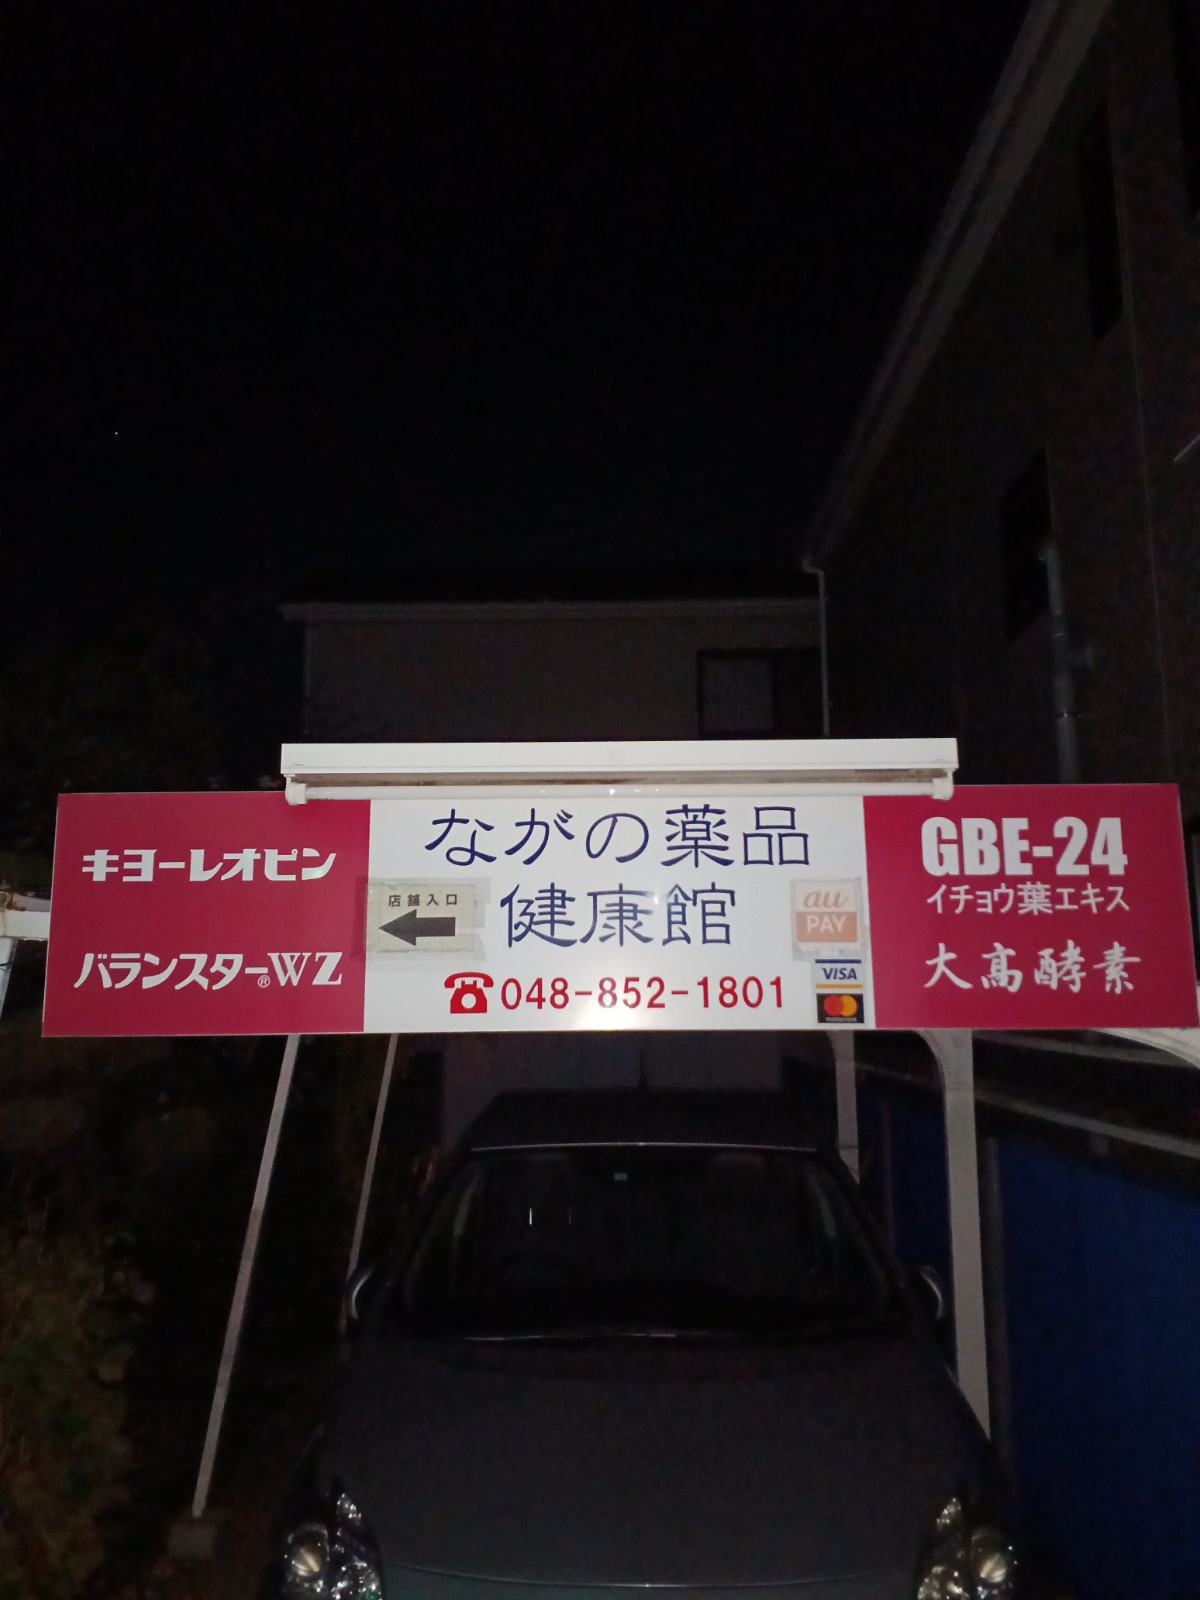 キヨーレオピン
バランスターWZ
®
ながの薬品
健康館
店舗入口
☎048-852-1801
au
PAY
VISA
GBE-24
イチョウ葉エキス
大高酵素